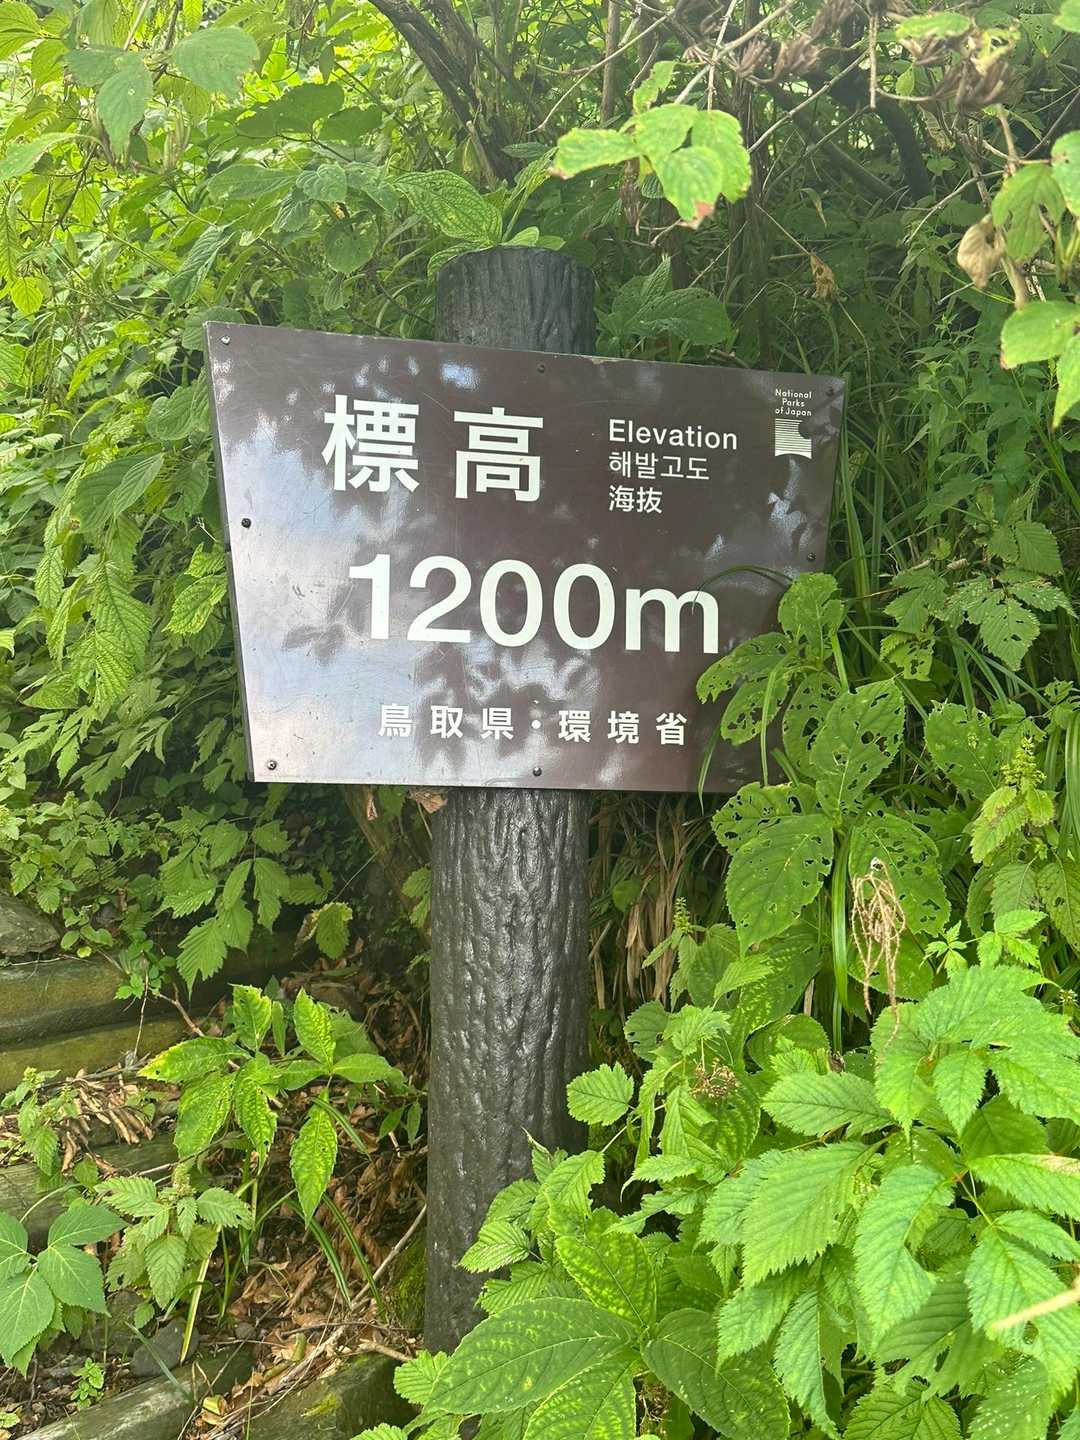 標高
Elevation
해발고도
海拔
National
Parks
of Japan
1200m
鳥取県・環境省